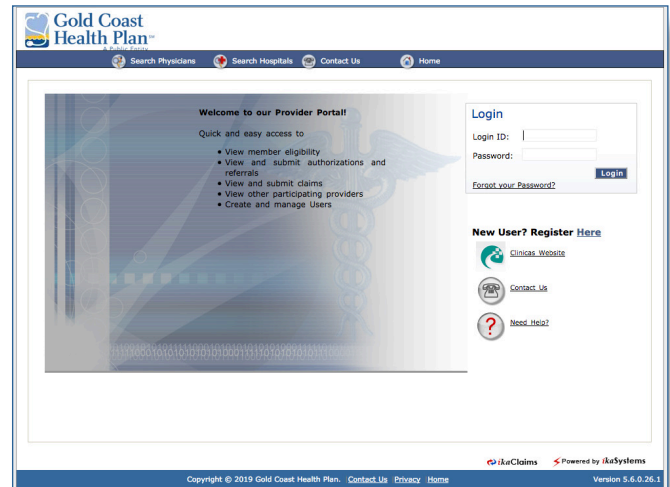 Gold Coast
Health Plan℠
A Public Entity
Search Physicians Search Hospitals Contact Us Home
Welcome to our Provider Portal!
Quick and easy access to
• View member eligibility
• View and submit authorizations and
referrals
• View and submit claims
• View other participating providers
• Create and manage Users
Login
Login ID:
Password:
Login
Forgot your Password?
New User? Register Here
Clinicas Website
Contact Us
Need Help?
ikaClaims Powered by ikaSystems
Copyright © 2019 Gold Coast Health Plan. Contact Us Privacy Home Version 5.6.0.26.1